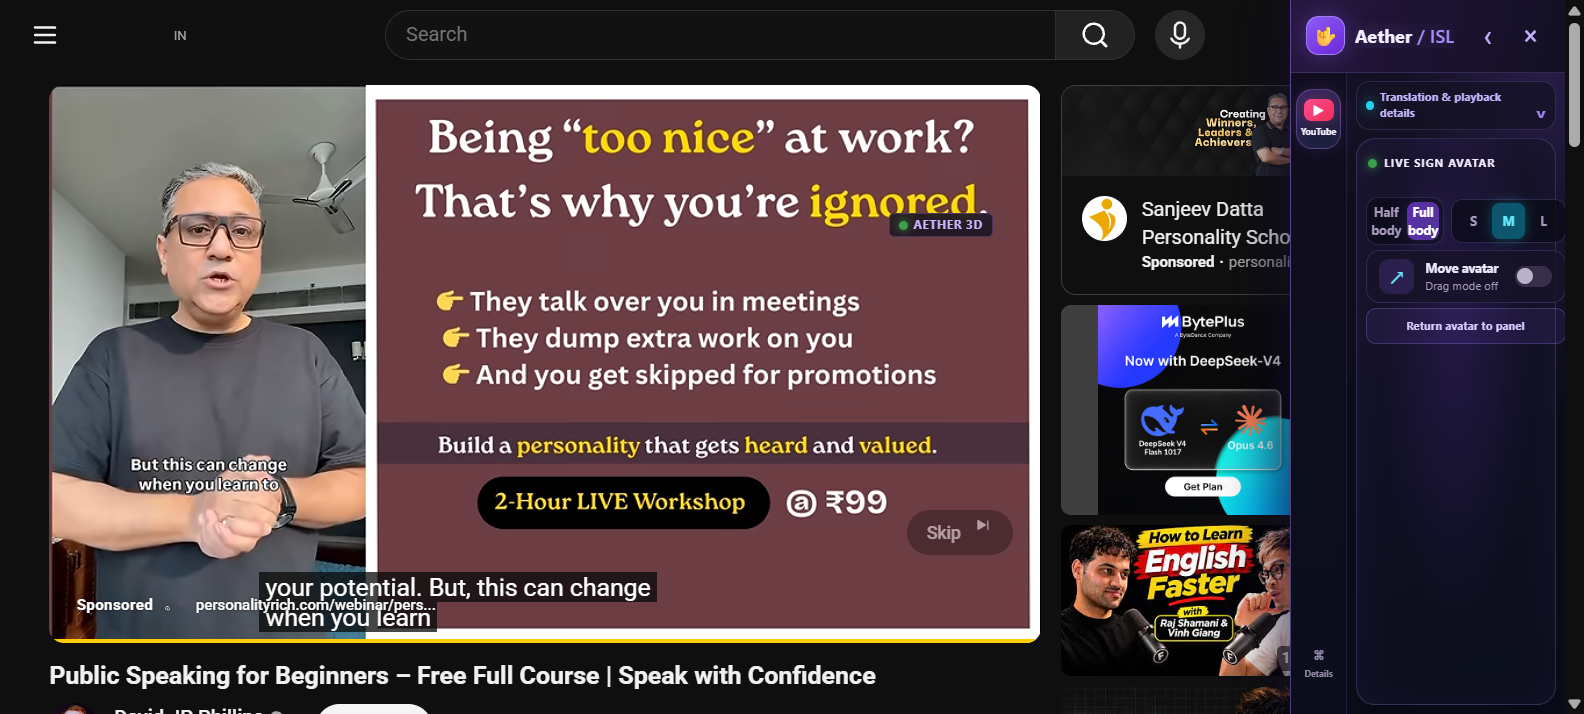 IN
Search
Aether / ISL
Being “too nice” at work?
That’s why you’re ignored.
AETHER 3D
They talk over you in meetings
They dump extra work on you
And you get skipped for promotions
Build a personality that gets heard and valued.
2-Hour LIVE Workshop @ ₹99
Skip
But this can change
when you learn to
your potential. But, this can change
when you learn
Sponsored
personalityrich.com/webinar/pers...
Public Speaking for Beginners – Free Full Course | Speak with Confidence
Creating
Winners,
Leaders &
Achievers
Sanjeev Datta
Personality Scho
Sponsored · personali
BytePlus
A ByteDance Company
Now with DeepSeek-V4
DeepSeek V4
Flash 1017
Opus 4.6
Get Plan
How to Learn
English
Faster
with
Raj Shamani &
Vinh Giang
1
YouTube
Translation & playback
details
LIVE SIGN AVATAR
Half
body
Full
body
S
M
L
Move avatar
Drag mode off
Return avatar to panel
Details